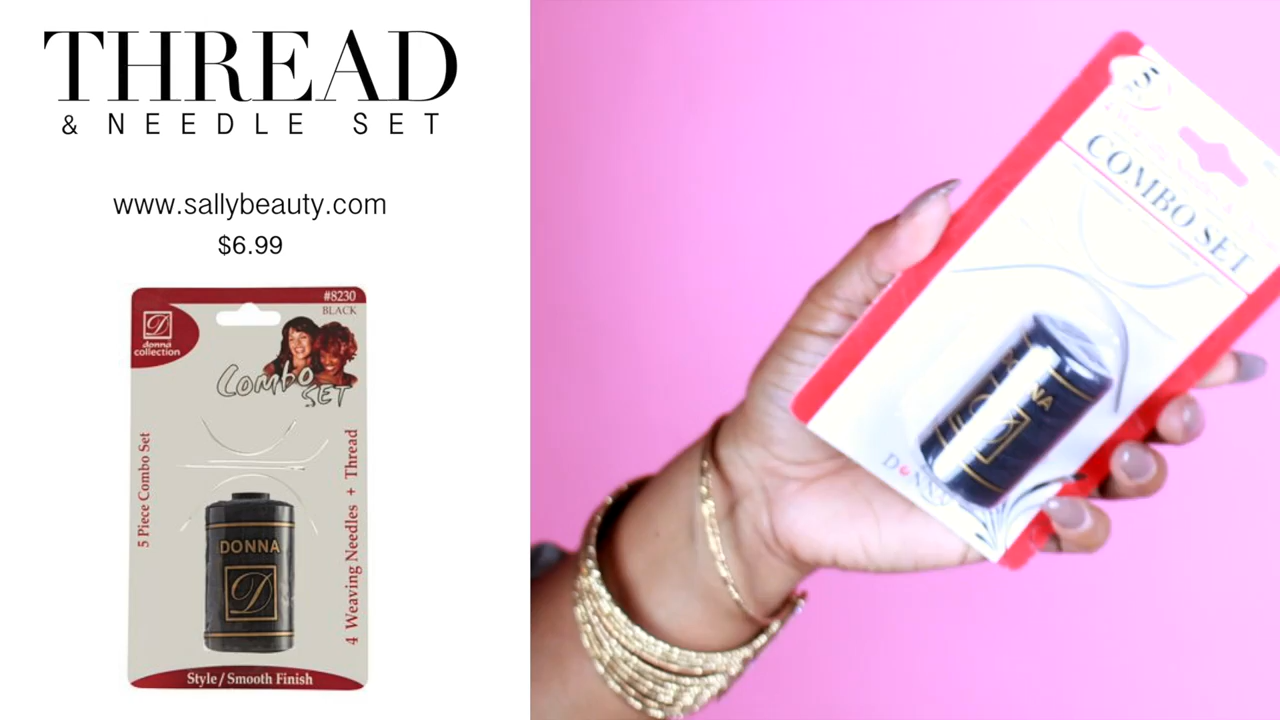 THREAD
& NEEDLE SET
www.sallybeauty.com
$6.99
#8230
BLACK
D
donna
collection
Combo
SET
5 Piece Combo Set
4 Weaving Needles + Thread
DONNA
D
Style / Smooth Finish
COMBO SET
DONNA